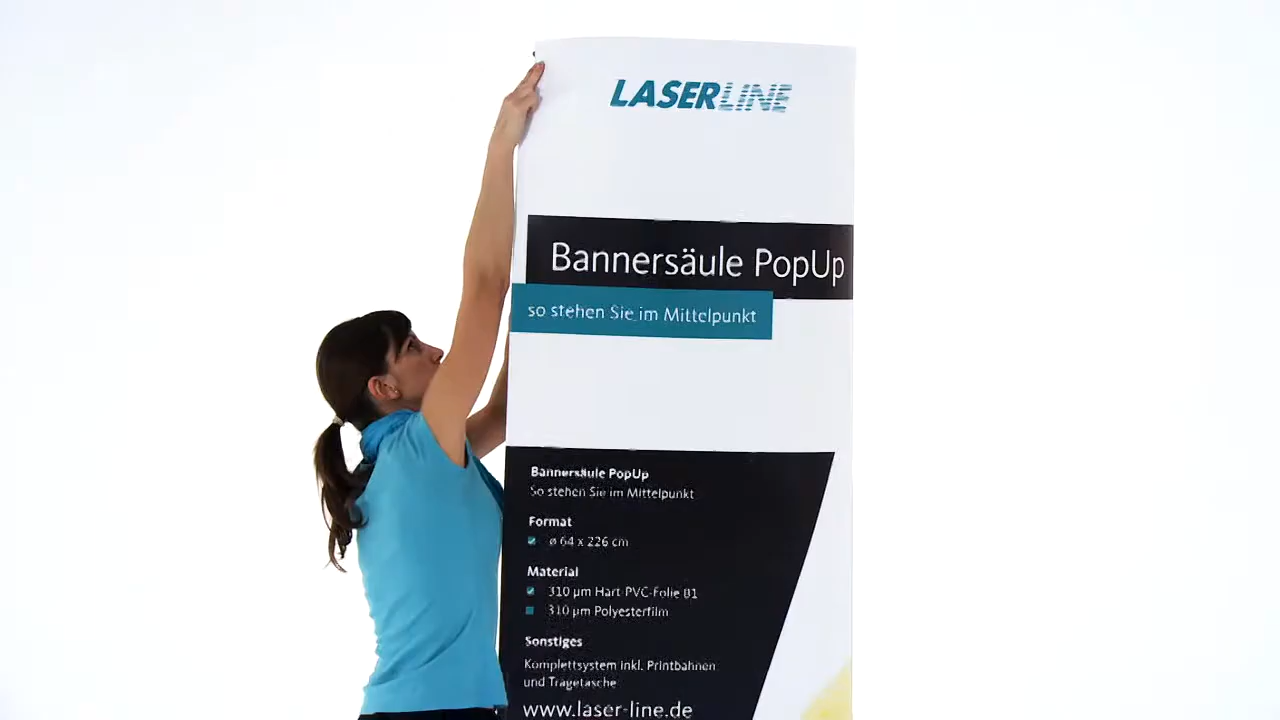 LASERLINE
Bannersäule PopUp
so stehen Sie im Mittelpunkt
Bannersäule PopUp
So stehen Sie im Mittelpunkt
Format
ø 64 x 226 cm
Material
310 µm Hart-PVC-Folie B1
310 µm Polyesterfilm
Sonstiges
Komplettsystem inkl. Printbahnen
und Tragetasche
www.laser-line.de